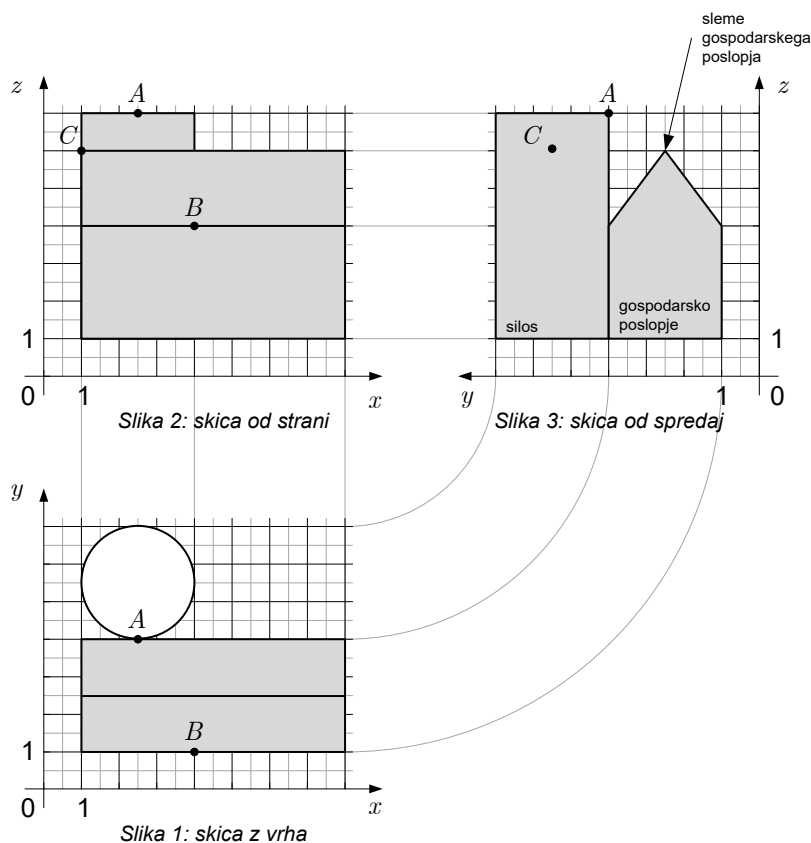 sleme
gospodarskega
poslopja
z
A
C
B
1
0
1
x
Slika 2: skica od strani
A
z
C
silos
gospodarsko
poslopje
1
y
1
0
Slika 3: skica od spredaj
y
A
B
1
0
1
x
Slika 1: skica z vrha